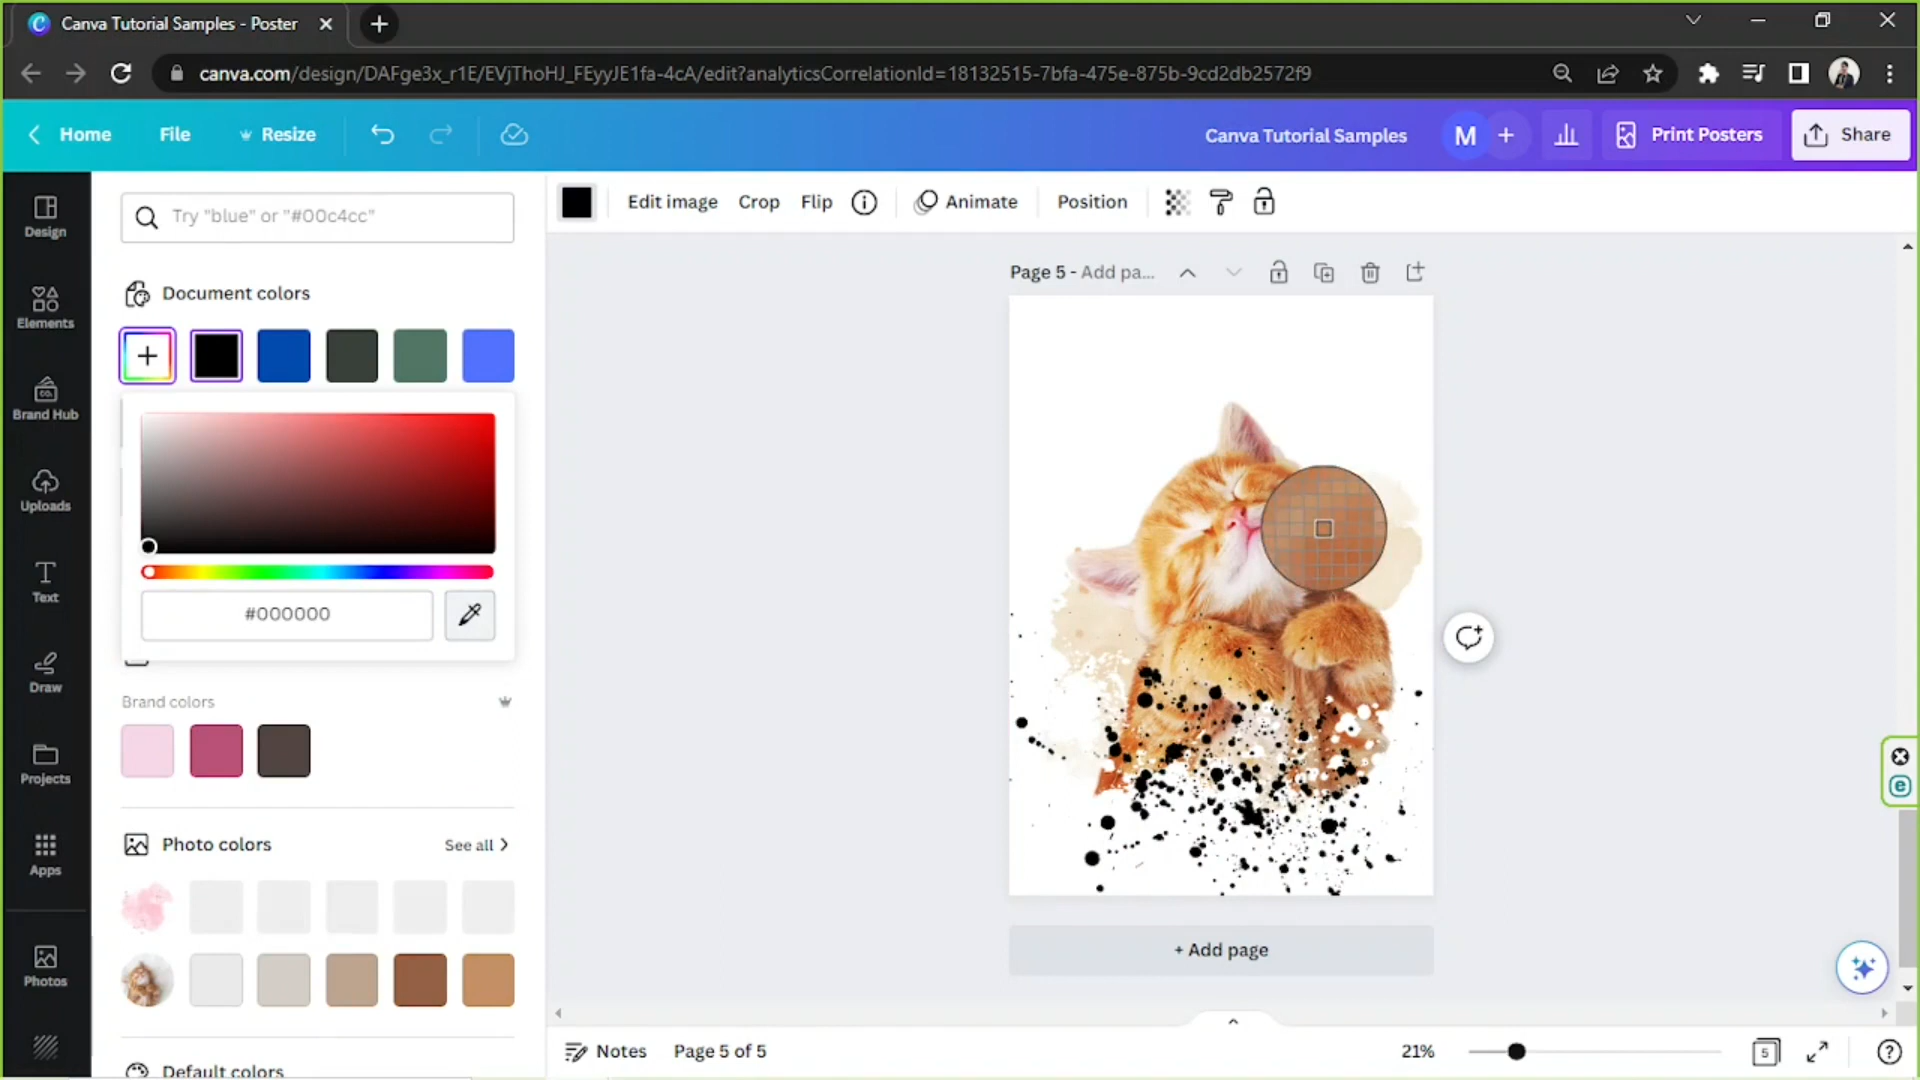 Canva Tutorial Samples - Poster
canva.com/design/DAFge3x_r1E/EVjThoHJ_FEyyJE1fa-4cA/edit?analyticsCorrelationId=18132515-7bfa-475e-875b-9cd2db2572f9
Home
File
Resize
Canva Tutorial Samples
M
Print Posters
Share
Design
Elements
Brand Hub
Uploads
Text
Draw
Projects
Apps
Photos
Try "blue" or "#00c4cc"
Document colors
#000000
Brand colors
Photo colors
See all
Default colors
Edit image
Crop
Flip
Animate
Position
Page 5 - Add pa...
+ Add page
Notes
Page 5 of 5
21%
5